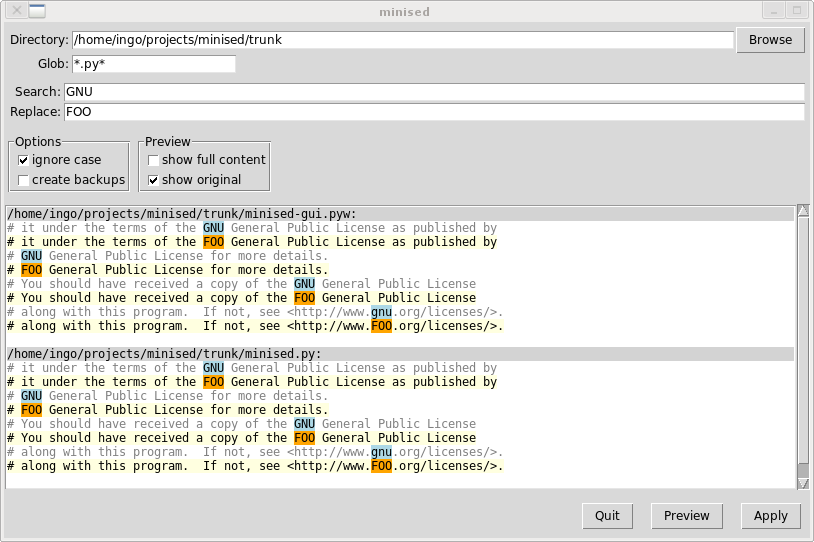 minised
Directory: /home/ingo/projects/minised/trunk Browse
Glob: *.py*
Search: GNU
Replace: FOO
Options Preview
ignore case show full content
create backups show original
/home/ingo/projects/minised/trunk/minised-gui.pyw:
# it under the terms of the GNU General Public License as published by
# it under the terms of the FOO General Public License as published by
# GNU General Public License for more details.
# FOO General Public License for more details.
# You should have received a copy of the GNU General Public License
# You should have received a copy of the FOO General Public License
# along with this program.  If not, see <http://www.gnu.org/licenses/>.
# along with this program.  If not, see <http://www.FOO.org/licenses/>.
/home/ingo/projects/minised/trunk/minised.py:
# it under the terms of the GNU General Public License as published by
# it under the terms of the FOO General Public License as published by
# GNU General Public License for more details.
# FOO General Public License for more details.
# You should have received a copy of the GNU General Public License
# You should have received a copy of the FOO General Public License
# along with this program.  If not, see <http://www.gnu.org/licenses/>.
# along with this program.  If not, see <http://www.FOO.org/licenses/>.
Quit Preview Apply